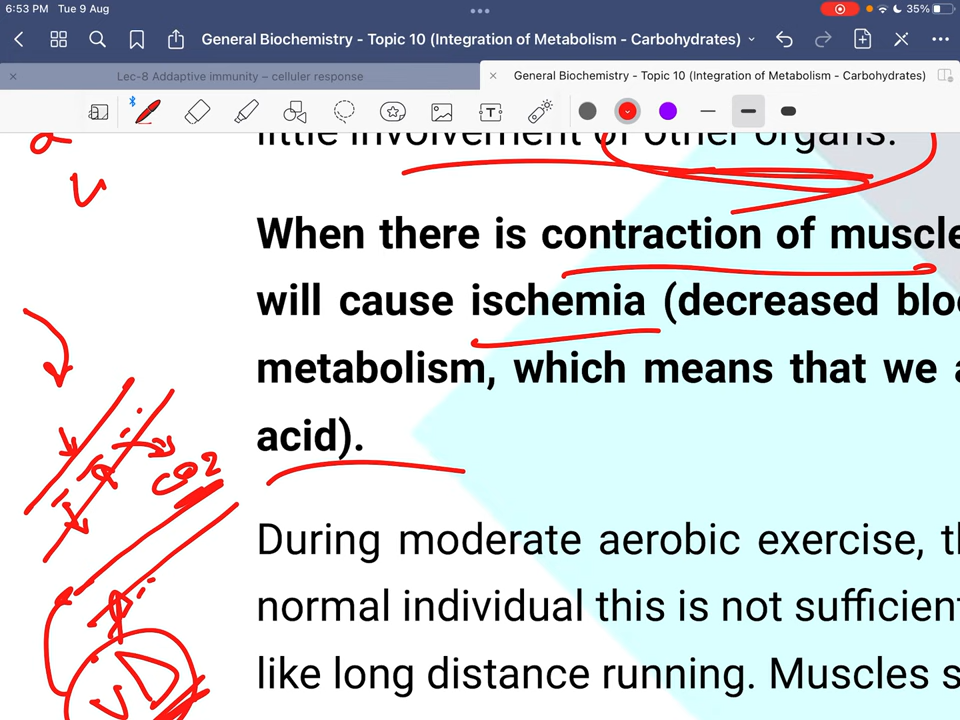 6:53 PM Tue 9 Aug
35%
General Biochemistry - Topic 10 (Integration of Metabolism - Carbohydrates)
Lec-8 Addaptive immunity – celluler response
General Biochemistry - Topic 10 (Integration of Metabolism - Carbohydrates)
little involvement of other organs.
When there is contraction of muscle
will cause ischemia (decreased bloo
metabolism, which means that we a
acid).
CO2
During moderate aerobic exercise, th
normal individual this is not sufficient
like long distance running. Muscles s